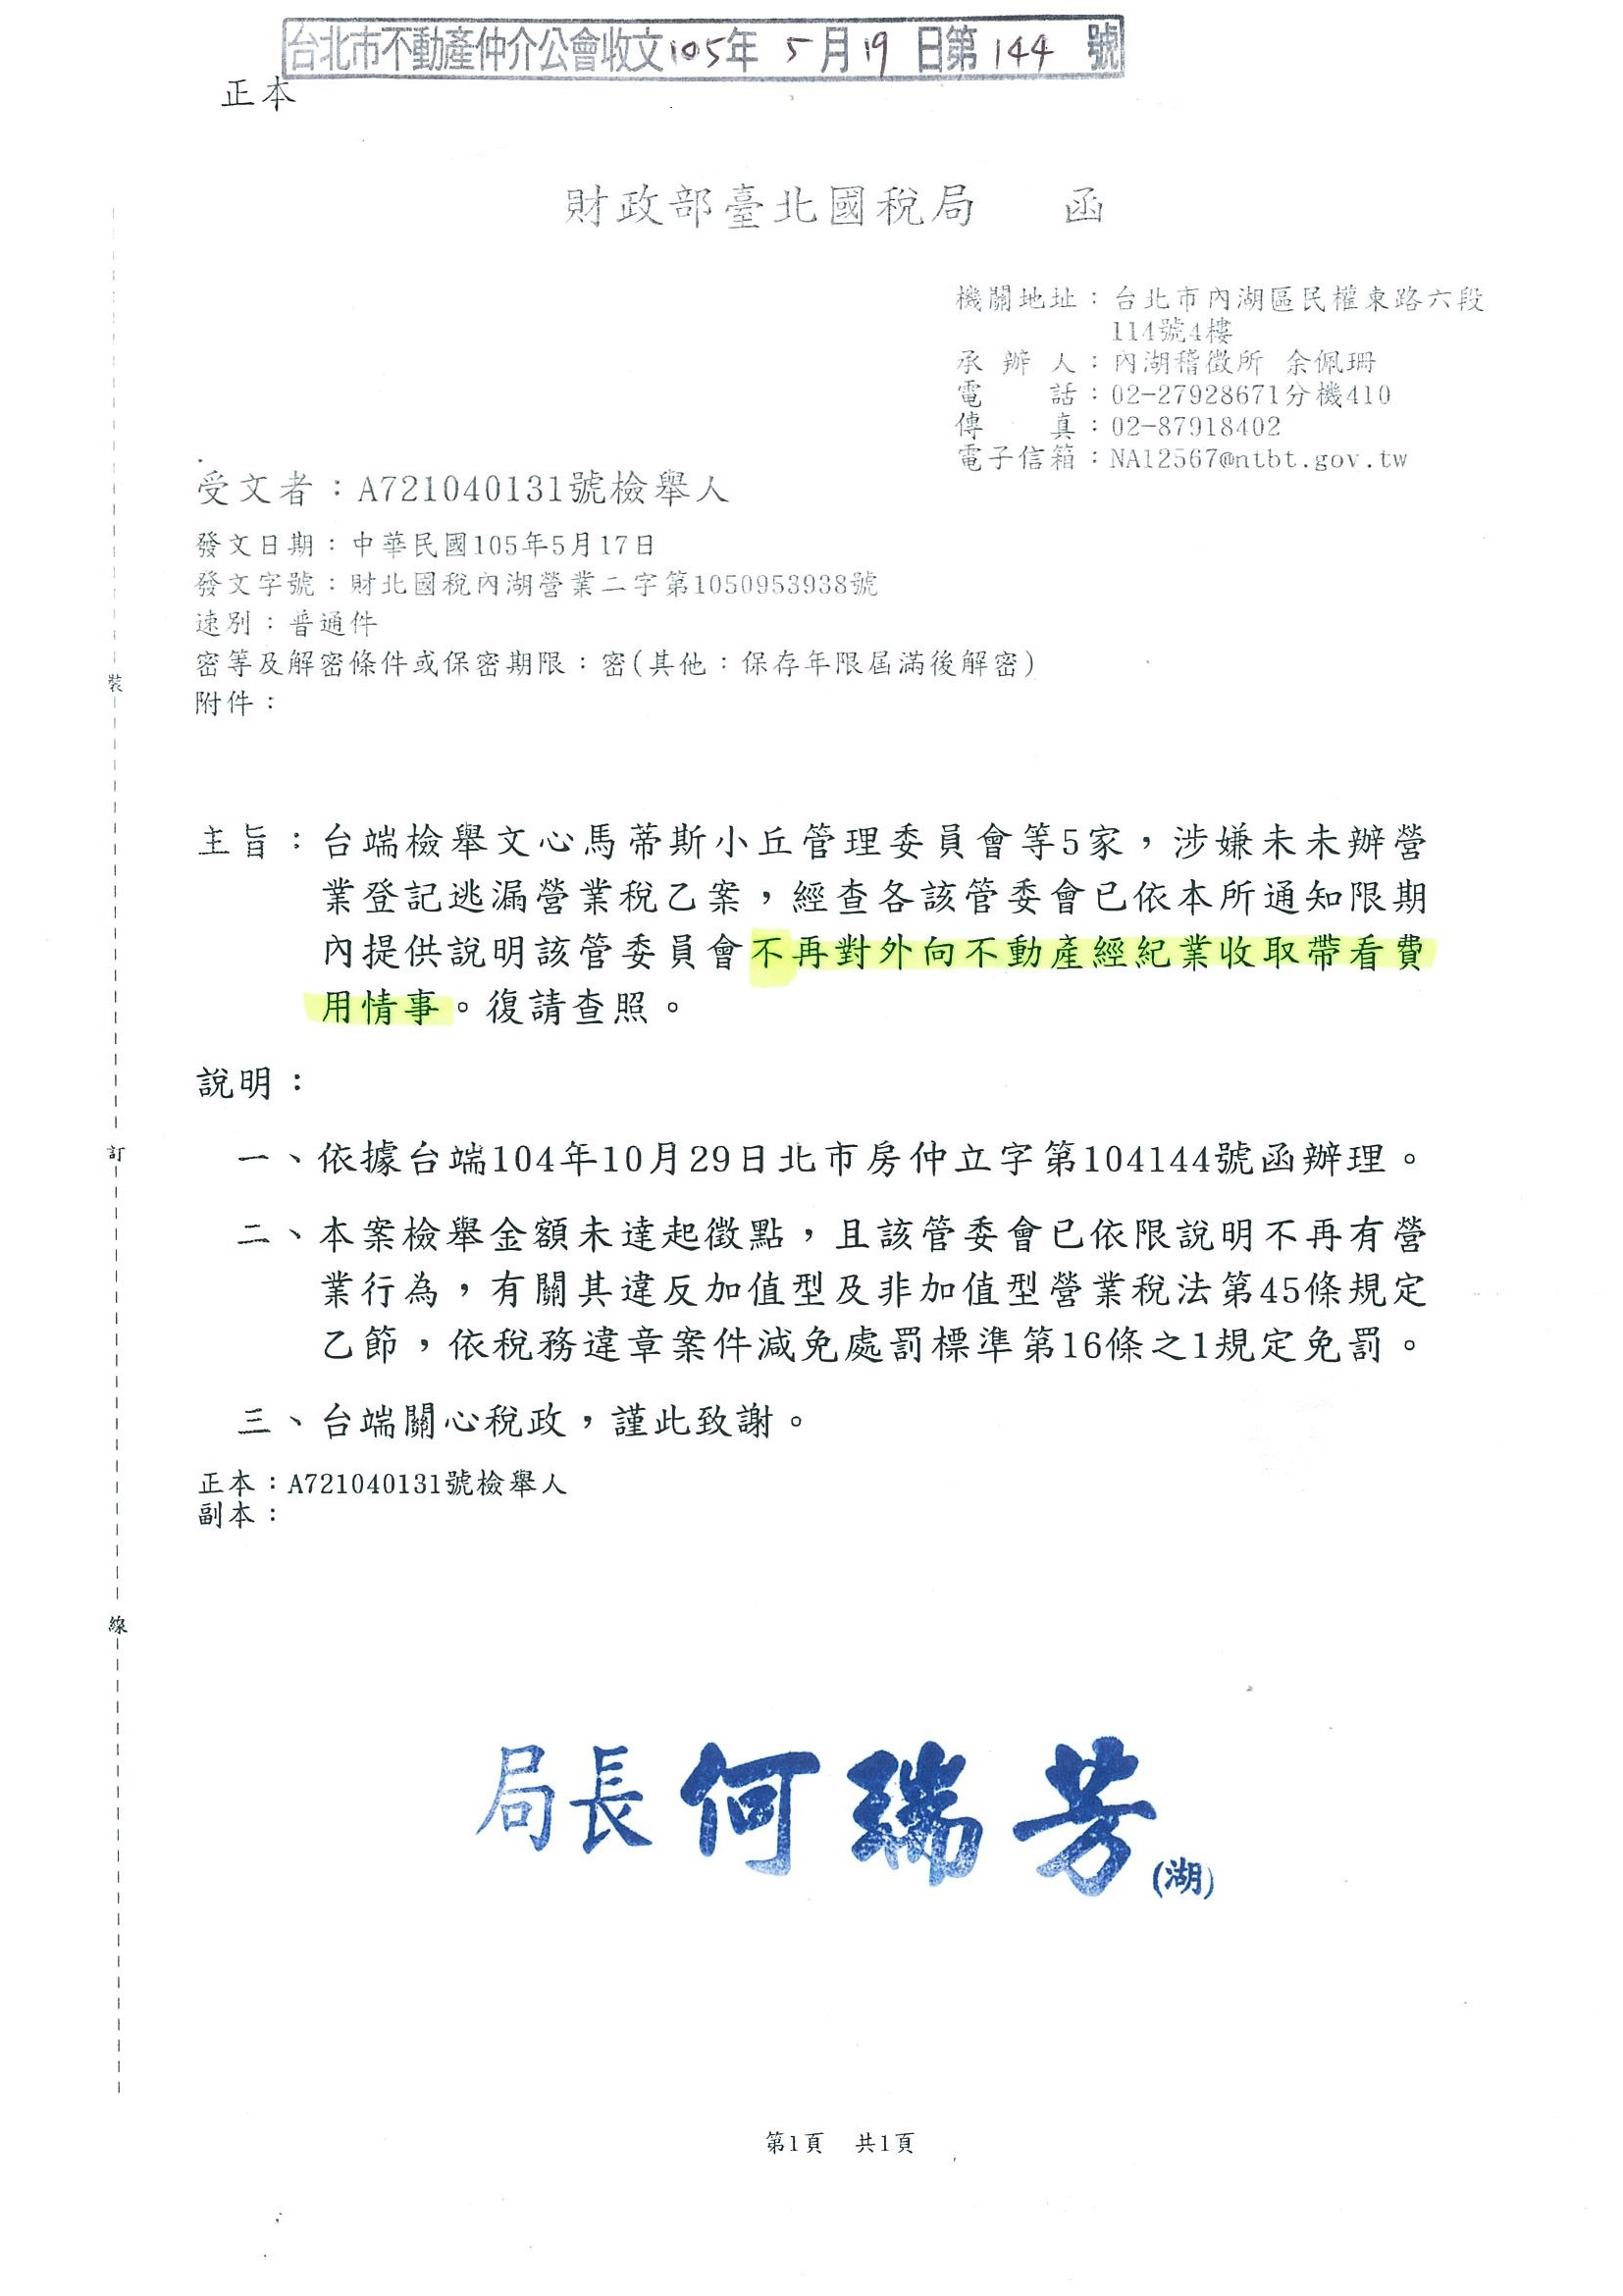 台北市不動產仲介公會收文105年 5月19日第144號
正本
財政部臺北國稅局 函
機關地址：台北市內湖區民權東路六段
114號4樓
承辦人：內湖稽徵所 余佩珊
電話：02-27928671分機410
傳真：02-87918402
電子信箱：NA12567@ntbt.gov.tw
受文者：A721040131號檢舉人
發文日期：中華民國105年5月17日
發文字號：財北國稅內湖營業二字第1050953938號
速別：普通件
密等及解密條件或保密期限：密(其他：保存年限屆滿後解密)
附件：
主旨：台端檢舉文心馬蒂斯小丘管理委員會等5家，涉嫌未未辦營
業登記逃漏營業稅乙案，經查各該管委會已依本所通知限期
內提供說明該管委員會不再對外向不動產經紀業收取帶看費
用情事。復請查照。
說明：
一、依據台端104年10月29日北市房仲立字第104144號函辦理。
二、本案檢舉金額未達起徵點，且該管委會已依限說明不再有營
業行為，有關其違反加值型及非加值型營業稅法第45條規定
乙節，依稅務違章案件減免處罰標準第16條之1規定免罰。
三、台端關心稅政，謹此致謝。
正本：A721040131號檢舉人
副本：
裝
訂
線
局長何瑞芳(湖)
第1頁 共1頁